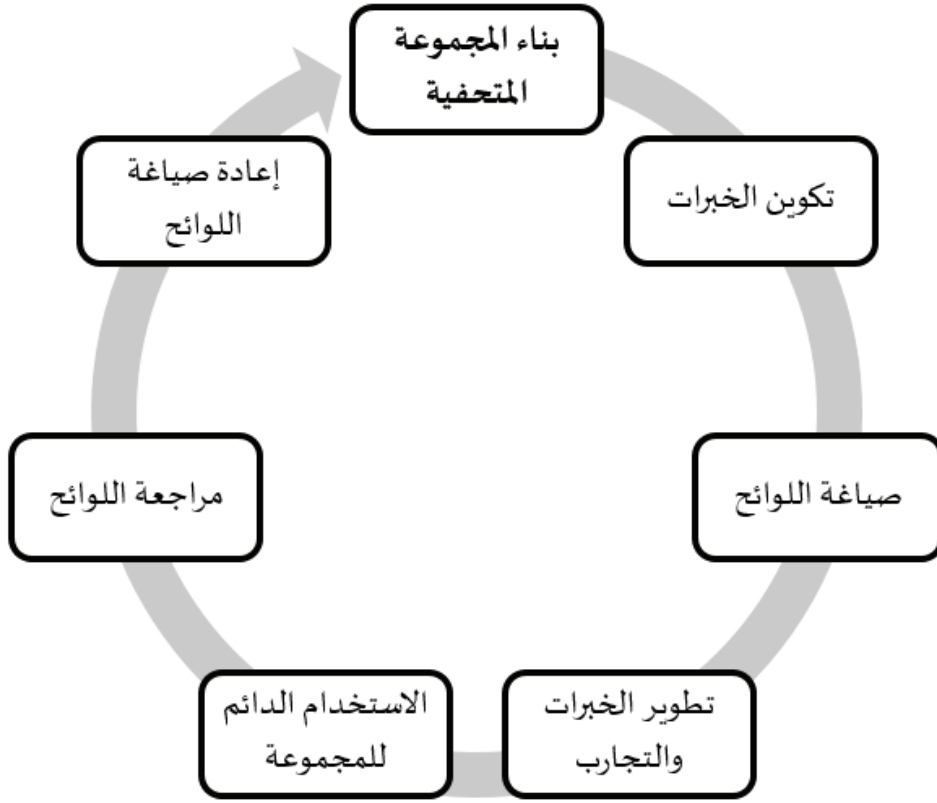 بناء المجموعة
المتحفية
تكوين الخبرات
صياغة اللوائح
تطوير الخبرات
والتجارب
الاستخدام الدائم
للمجموعة
مراجعة اللوائح
إعادة صياغة
اللوائح